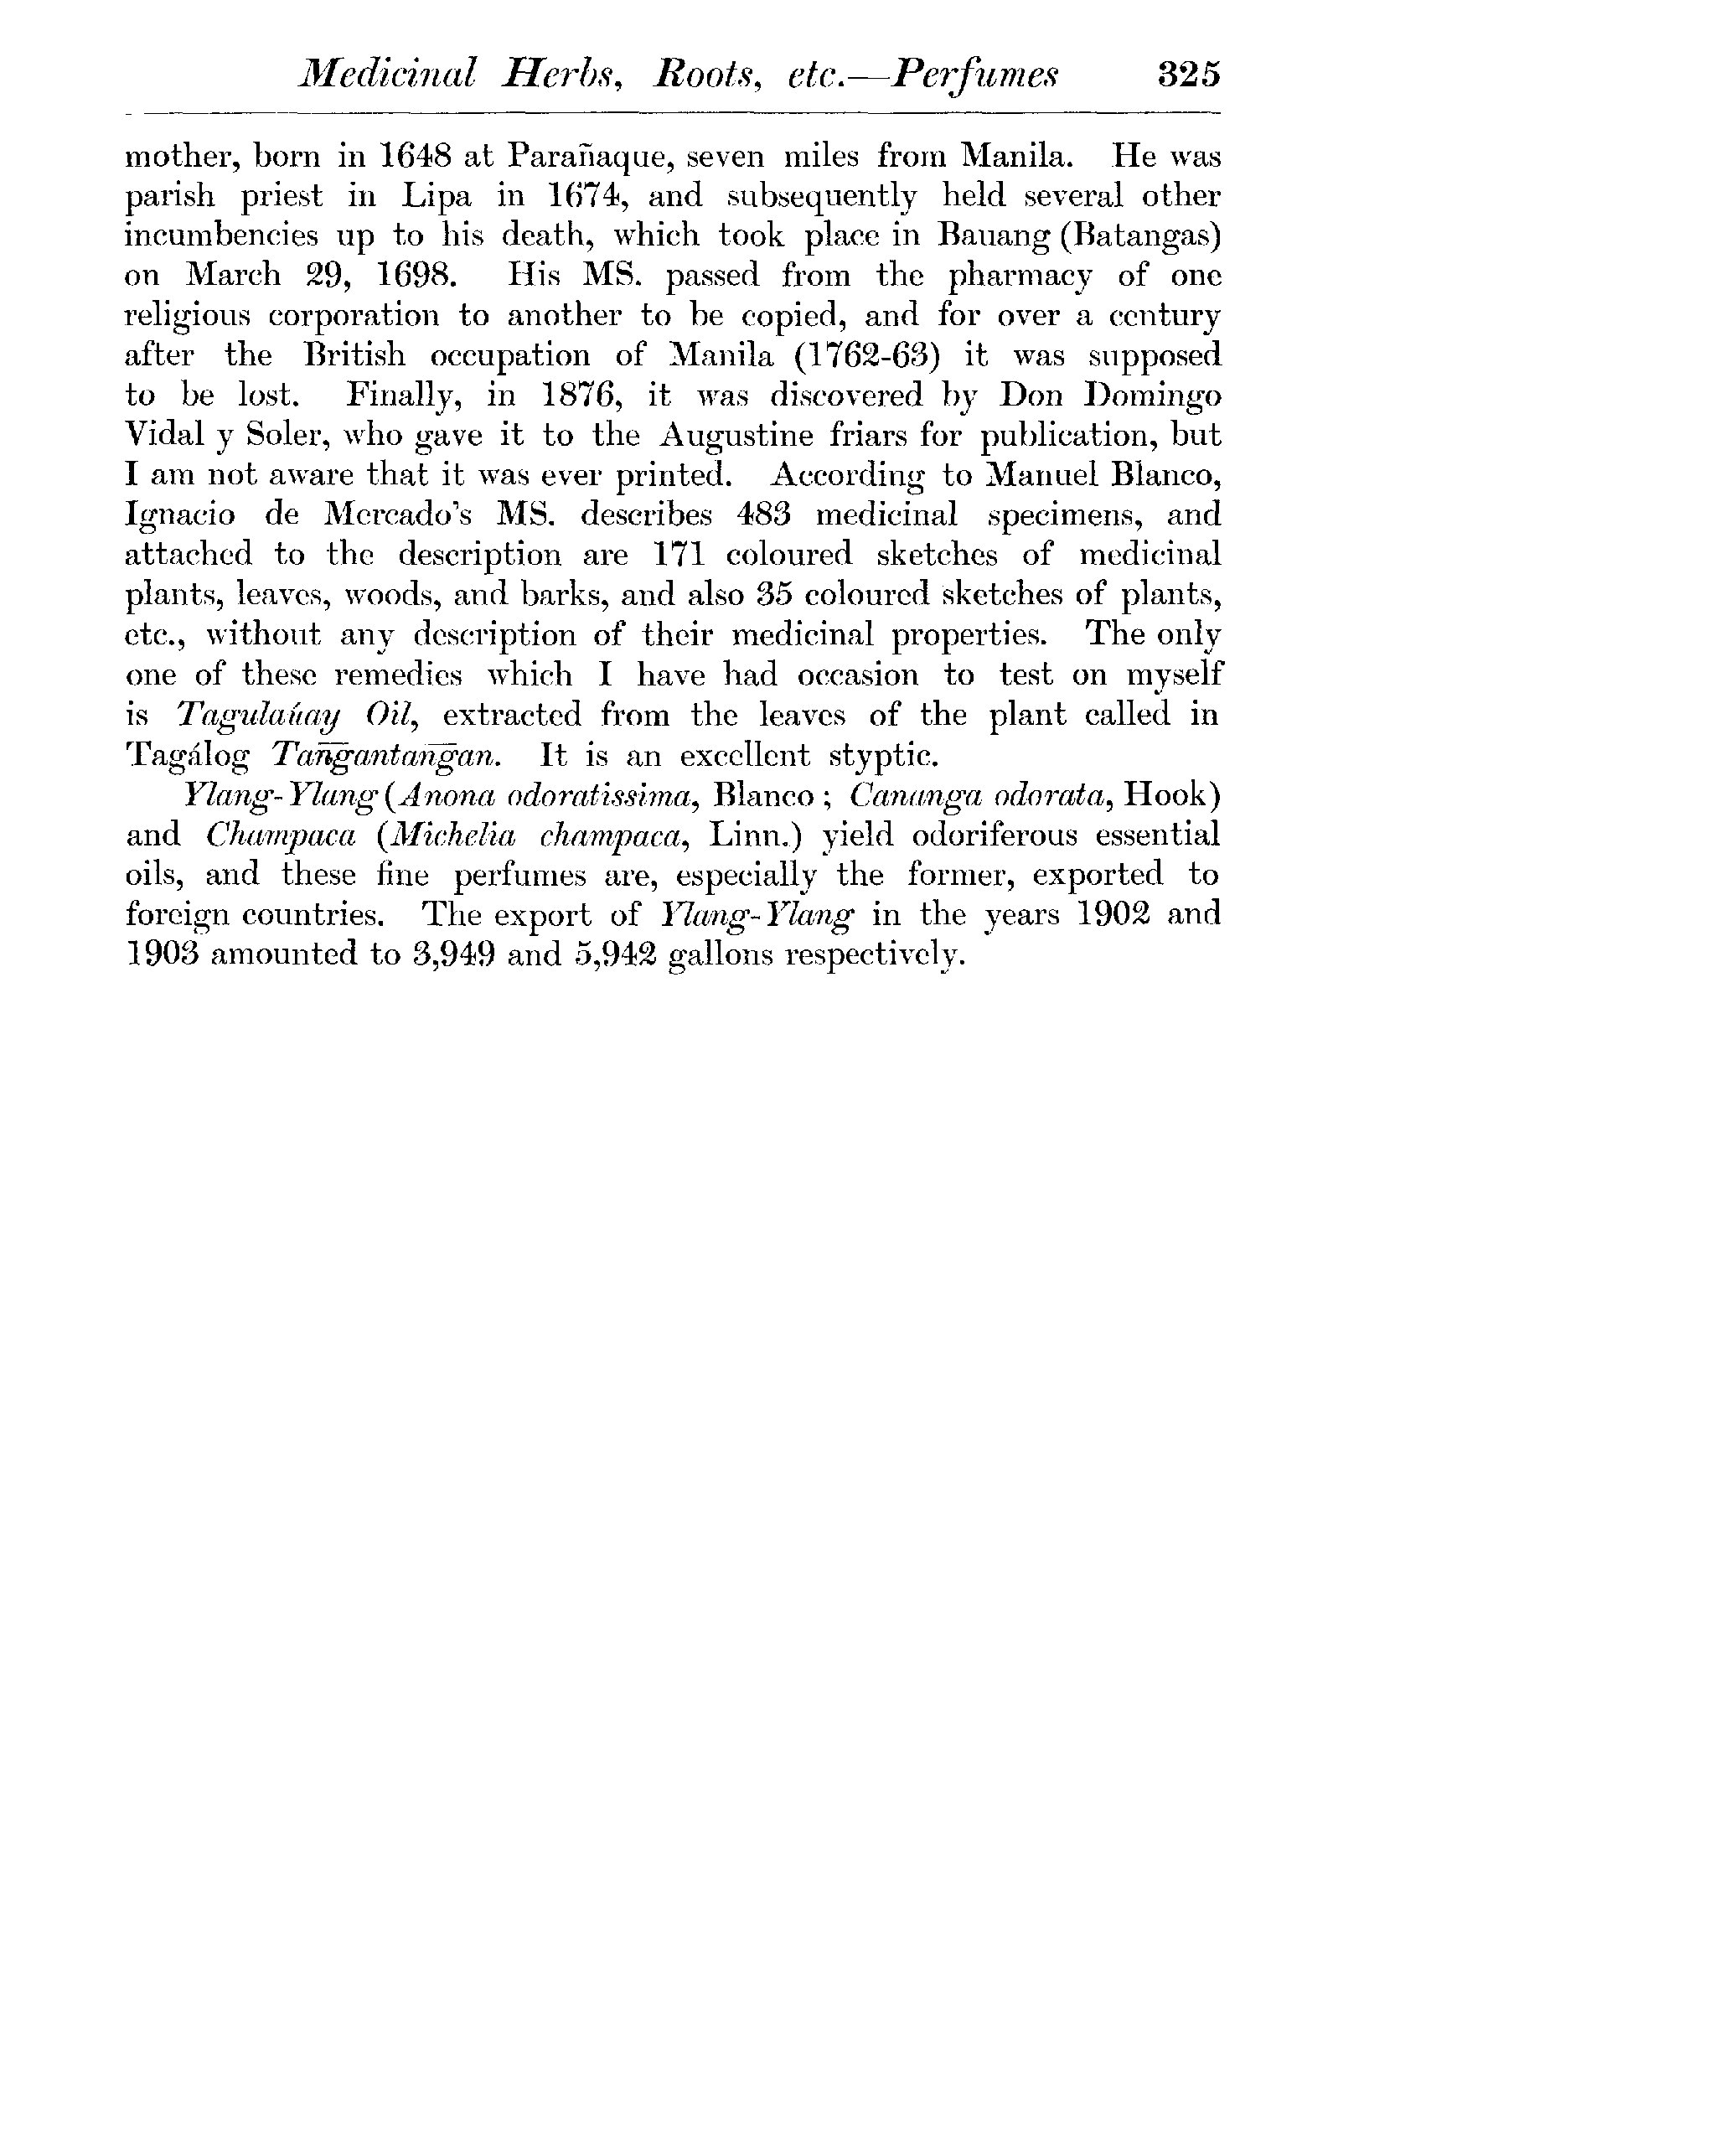 Medicinal Herbs, Roots, etc.—Perfumes 325
mother, born in 1648 at Parañaque, seven miles from Manila. He was
parish priest in Lipa in 1674, and subsequently held several other
incumbencies up to his death, which took place in Bauang (Batangas)
on March 29, 1698. His MS. passed from the pharmacy of one
religious corporation to another to be copied, and for over a century
after the British occupation of Manila (1762-63) it was supposed
to be lost. Finally, in 1876, it was discovered by Don Domingo
Vidal y Soler, who gave it to the Augustine friars for publication, but
I am not aware that it was ever printed. According to Manuel Blanco,
Ignacio de Mercado's MS. describes 483 medicinal specimens, and
attached to the description are 171 coloured sketches of medicinal
plants, leaves, woods, and barks, and also 35 coloured sketches of plants,
etc., without any description of their medicinal properties. The only
one of these remedies which I have had occasion to test on myself
is Tagulaúay Oil, extracted from the leaves of the plant called in
Tagálog Tan͠gantan͠gan. It is an excellent styptic.
Ylang-Ylang (Anona odoratissima, Blanco ; Cananga odorata, Hook)
and Champaca (Michelia champaca, Linn.) yield odoriferous essential
oils, and these fine perfumes are, especially the former, exported to
foreign countries. The export of Ylang-Ylang in the years 1902 and
1903 amounted to 3,949 and 5,942 gallons respectively.